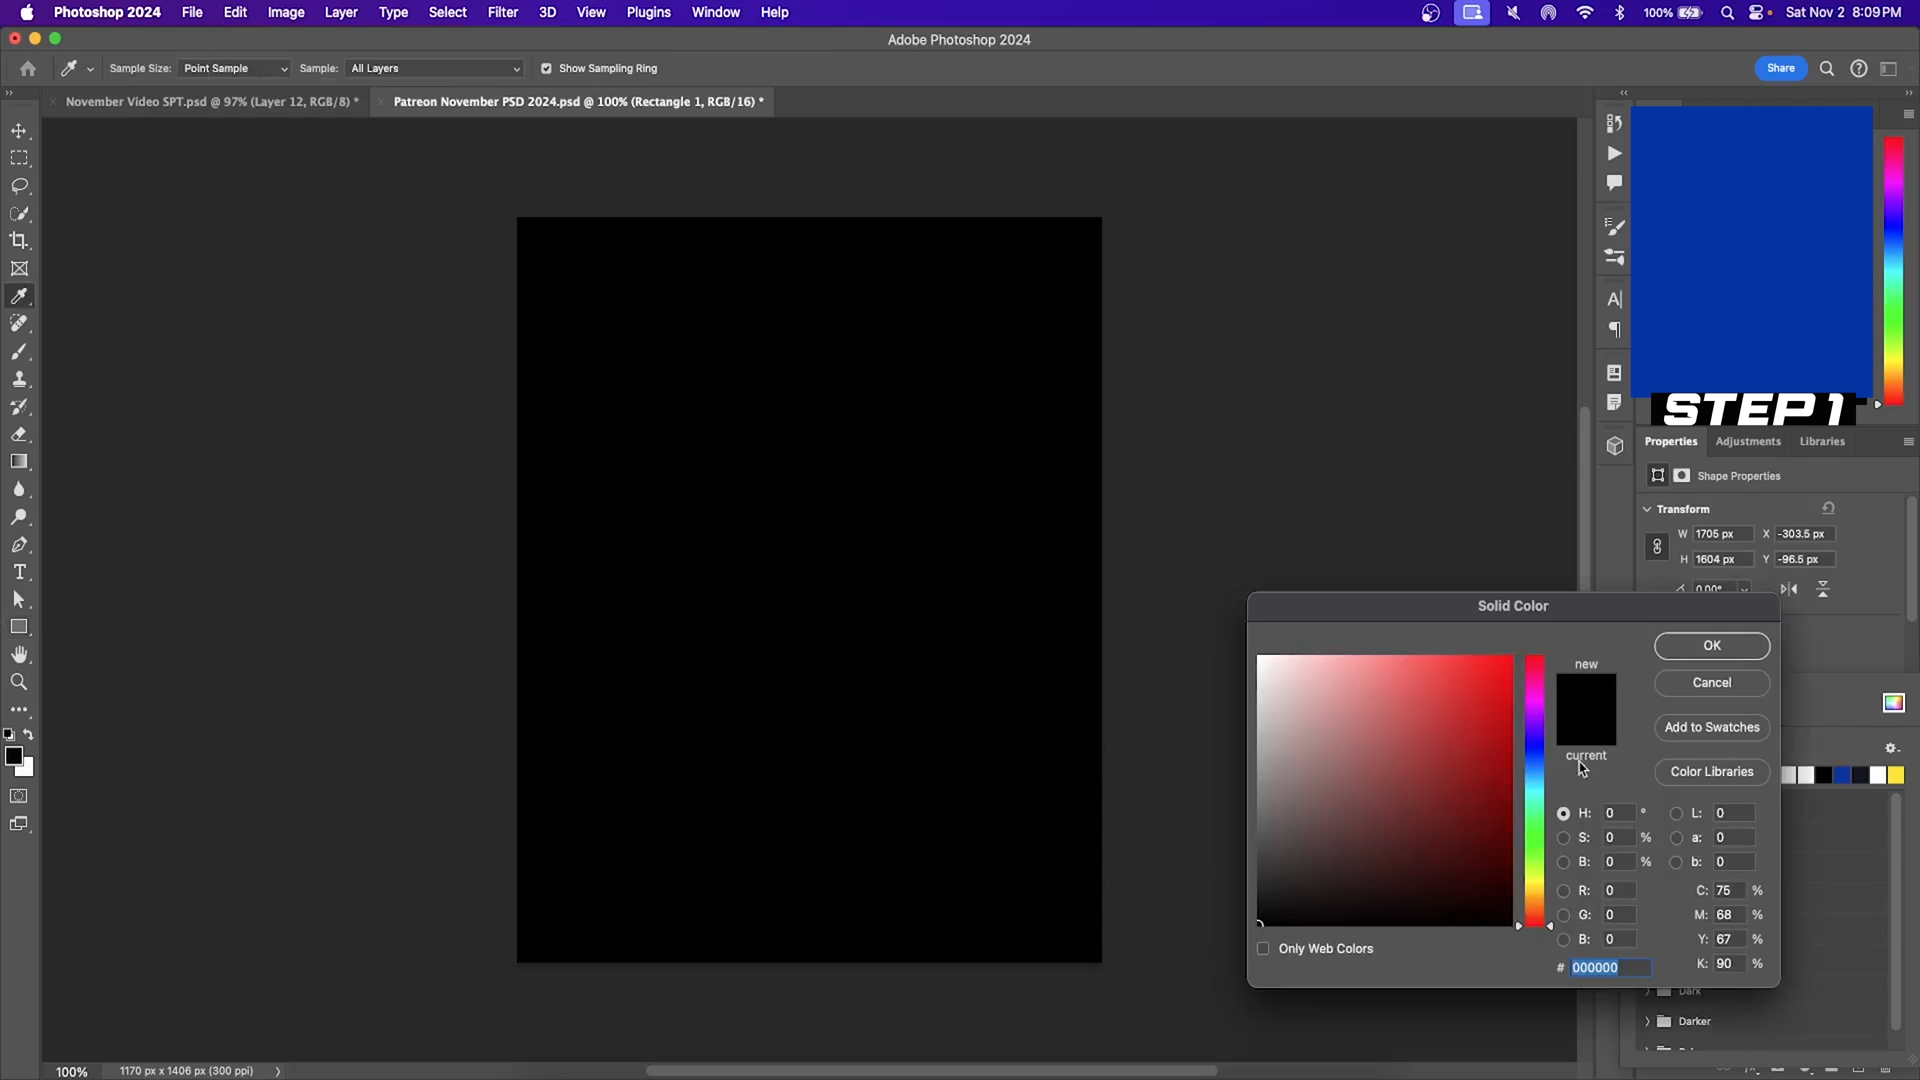 Photoshop 2024 File Edit Image Layer Type Select Filter 3D View Plugins Window Help 100% Sat Nov 2 8:09 PM
Adobe Photoshop 2024
Sample Size: Point Sample Sample: All Layers Show Sampling Ring Share
November Video SPT.psd @ 97% (Layer 12, RGB/8) * Patreon November PSD 2024.psd @ 100% (Rectangle 1, RGB/16) *
STEP 1
Properties Adjustments Libraries
Shape Properties
Transform
W 1705 px X -303.5 px
H 1604 px Y -96.5 px
0.00°
Solid Color
new
current
OK
Cancel
Add to Swatches
Color Libraries
H: 0 ° L: 0
S: 0 % a: 0
B: 0 % b: 0
R: 0 C: 75 %
G: 0 M: 68 %
B: 0 Y: 67 %
# 000000 K: 90 %
Only Web Colors
Dark
Darker
100% 1170 px x 1406 px (300 ppi)